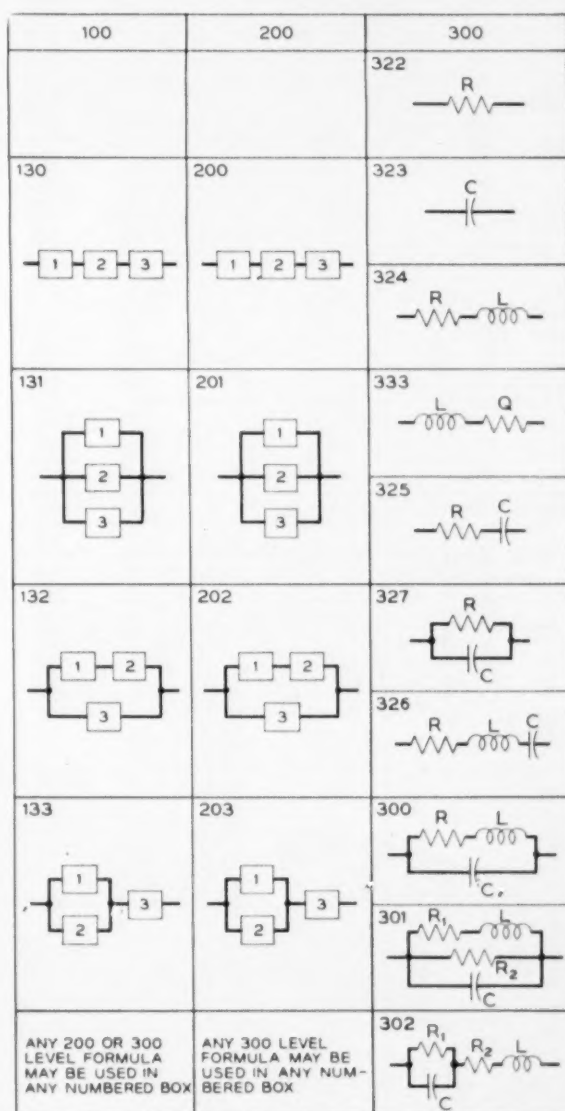 100 200 300
322
R
130 200 323
C
1 2 3 1 2 3
324
R L
131 201 333
L Q
1 1
2 2
3 3
325
R C
132 202 327
R
C
1 2 1 2
3 3
326
R L C
133 203 300
R L
C
1 1
3 3
2 2
301
R₁ L
R₂
C
302
R₁ R₂ L
C
ANY 200 OR 300
LEVEL FORMULA
MAY BE USED IN
ANY NUMBERED BOX
ANY 300 LEVEL
FORMULA MAY BE
USED IN ANY NUM-
BERED BOX